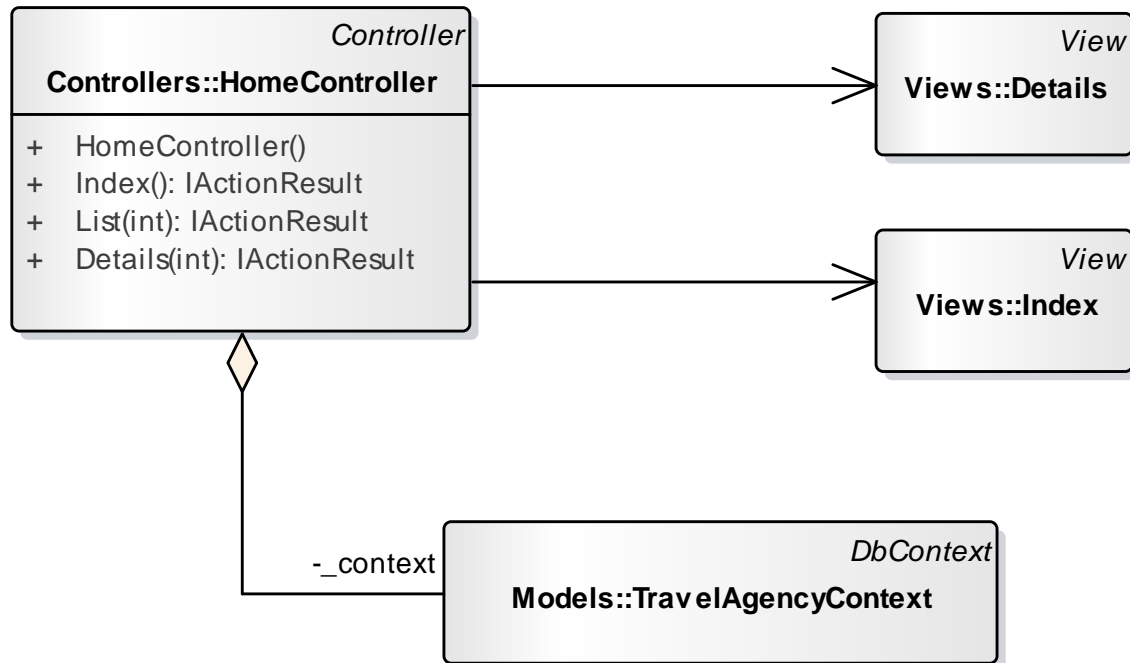 Controller
Controllers::HomeController
+ HomeController()
+ Index(): IActionResult
+ List(int): IActionResult
+ Details(int): IActionResult
View
Views::Details
View
Views::Index
-_context
DbContext
Models::TravelAgencyContext